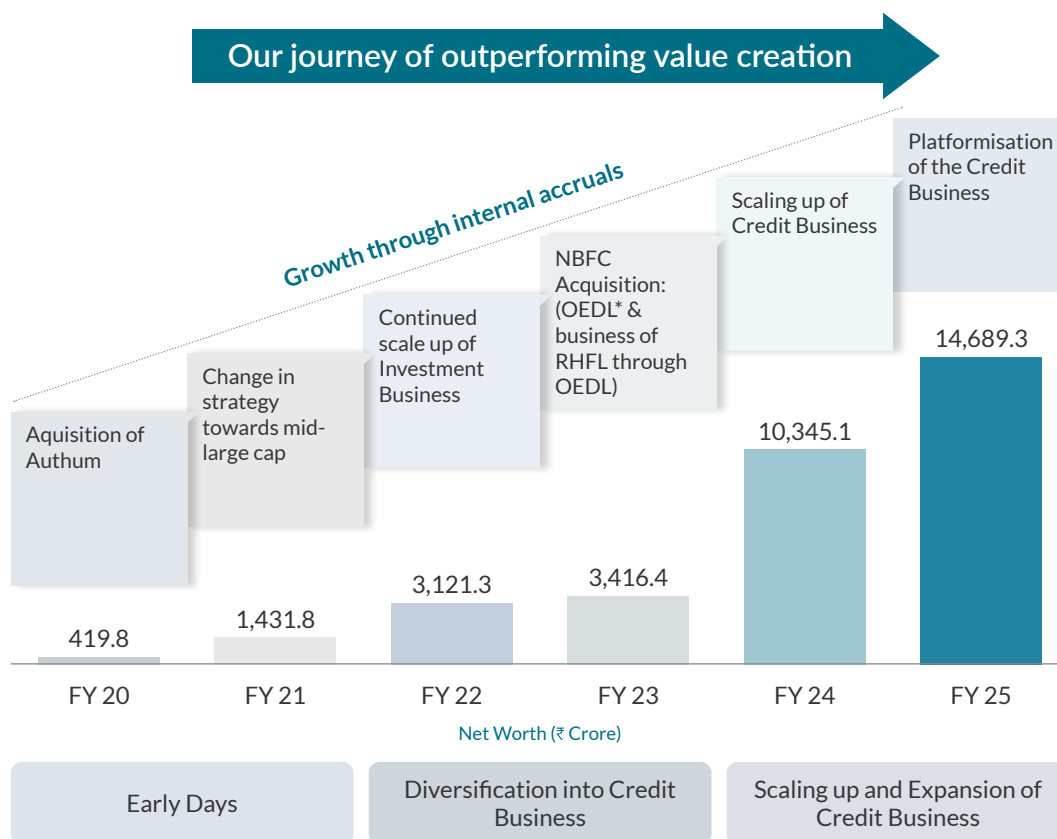 Our journey of outperforming value creation
Growth through internal accruals
Aquisition of
Authum
Change in
strategy
towards mid-
large cap
Continued
scale up of
Investment
Business
NBFC
Acquisition:
(OEDL* &
business of
RHFL through
OEDL)
Scaling up of
Credit Business
Platformisation
of the Credit
Business
419.8
1,431.8
3,121.3
3,416.4
10,345.1
14,689.3
FY 20
FY 21
FY 22
FY 23
FY 24
FY 25
Net Worth (₹ Crore)
Early Days
Diversification into Credit
Business
Scaling up and Expansion of
Credit Business